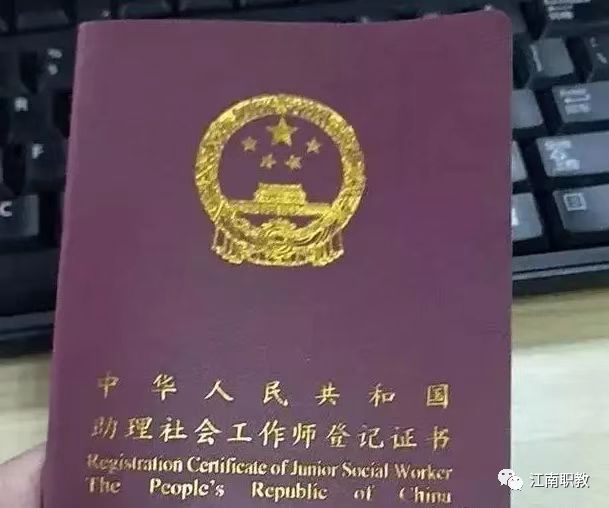 中华人民共和国
助理社会工作师登记证书
Registration Certificate of Junior Social Worker
The People's Republic of China
江南职教